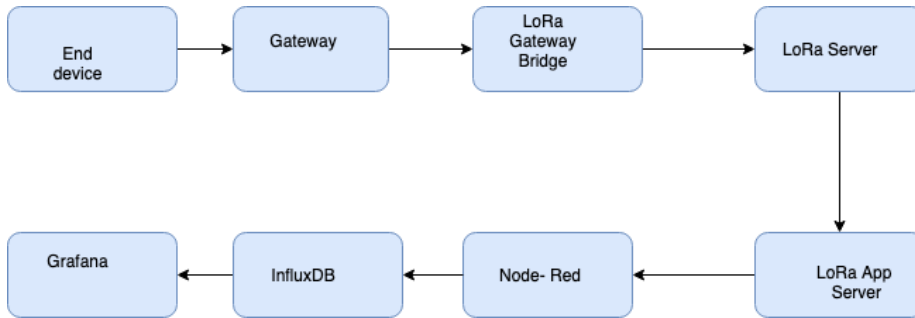 End
device
Gateway
LoRa
Gateway
Bridge
LoRa Server
Grafana
InfluxDB
Node- Red
LoRa App
Server